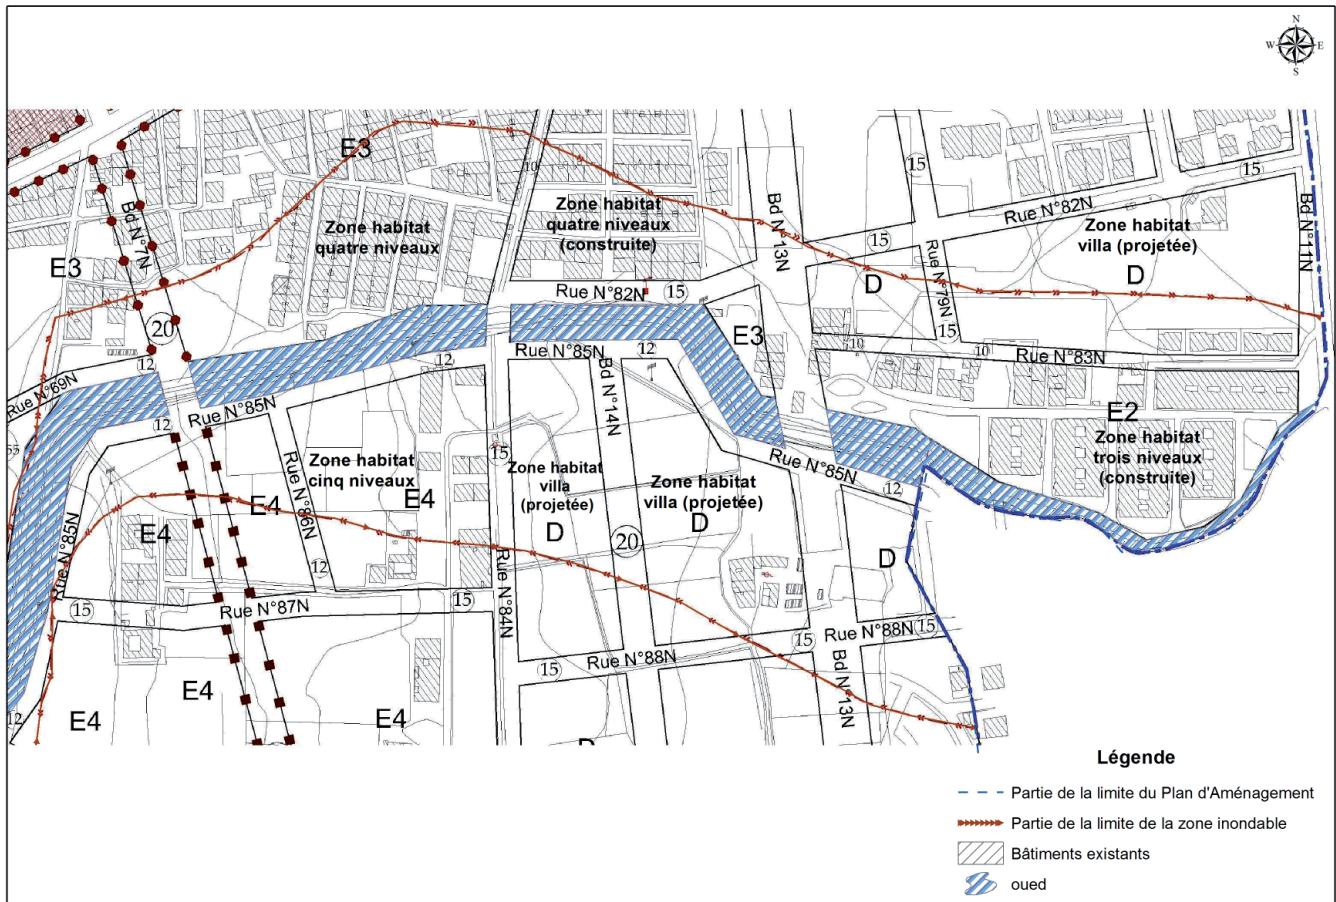 N
W
E
S
E3
15
10
15
Zone habitat
quatre niveaux
Zone habitat
quatre niveaux
(construite)
Bd N°7N
Bd N°13N
Rue N°82N
Bd N°11N
Zone habitat
villa (projetée)
D
15
E3
E3
D
Rue N°79N
Rue N°82N
15
20
15
10
10
Rue N°83N
12
12
Rue N°85N
12
Rue N°69N
Bd N°14N
Rue N°85N
12
E2
Zone habitat
trois niveaux
(construite)
Zone habitat
cinq niveaux
E4
15
Zone habitat
villa
(projetée)
D
Zone habitat
villa (projetée)
D
Rue N°85N
12
E4
E4
Rue N°86N
12
20
D
Rue N°85N
Rue N°84N
15
Rue N°87N
15
Rue N°88N
15
15
Rue N°88N
15
Bd N°13N
E4
E4
E4
12
D
Légende
Partie de la limite du Plan d'Aménagement
Partie de la limite de la zone inondable
Bâtiments existants
oued